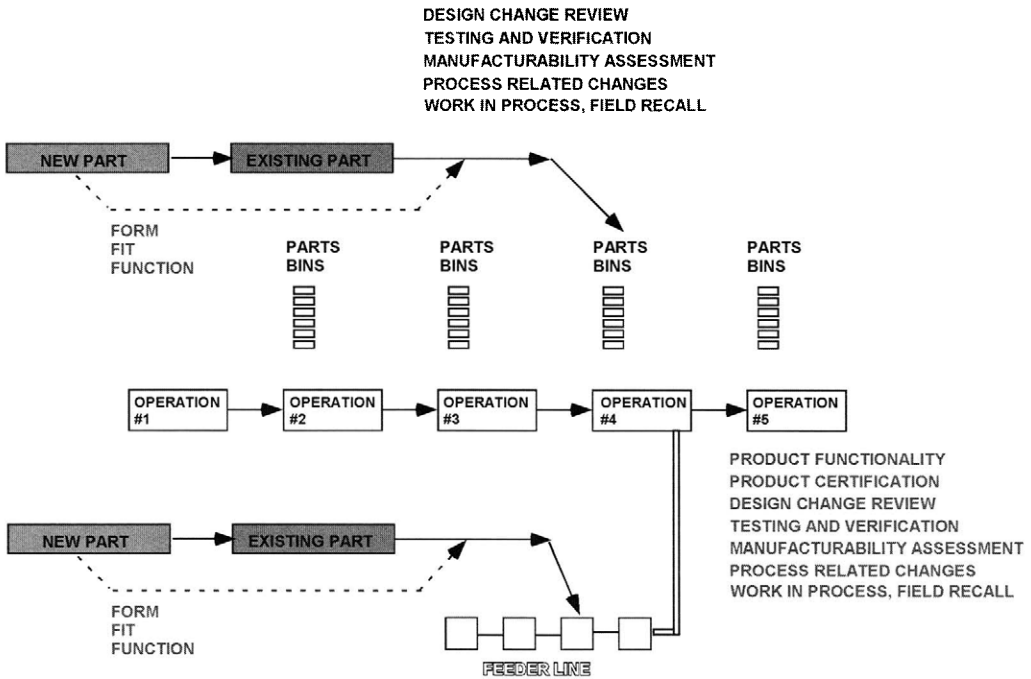 DESIGN CHANGE REVIEW
TESTING AND VERIFICATION
MANUFACTURABILITY ASSESSMENT
PROCESS RELATED CHANGES
WORK IN PROCESS, FIELD RECALL
NEW PART
EXISTING PART
FORM
FIT
FUNCTION
PARTS
BINS
PARTS
BINS
PARTS
BINS
PARTS
BINS
OPERATION
#1
OPERATION
#2
OPERATION
#3
OPERATION
#4
OPERATION
#5
PRODUCT FUNCTIONALITY
PRODUCT CERTIFICATION
DESIGN CHANGE REVIEW
TESTING AND VERIFICATION
MANUFACTURABILITY ASSESSMENT
PROCESS RELATED CHANGES
WORK IN PROCESS, FIELD RECALL
NEW PART
EXISTING PART
FORM
FIT
FUNCTION
FEEDER LINE